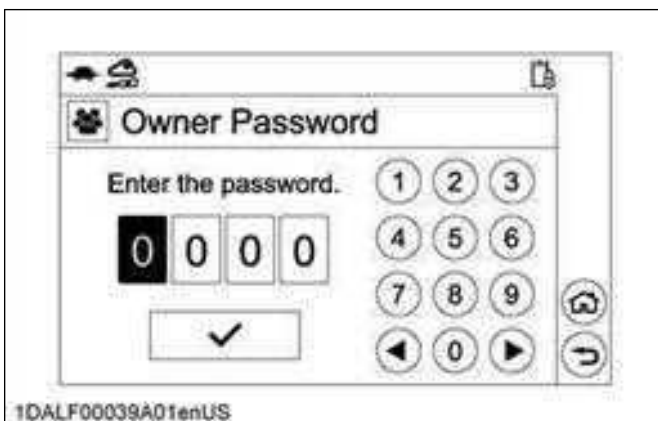 Owner Password
Enter the password.
1 2 3
0 0 0 0
4 5 6
7 8 9
0
1DALF00039A01enUS